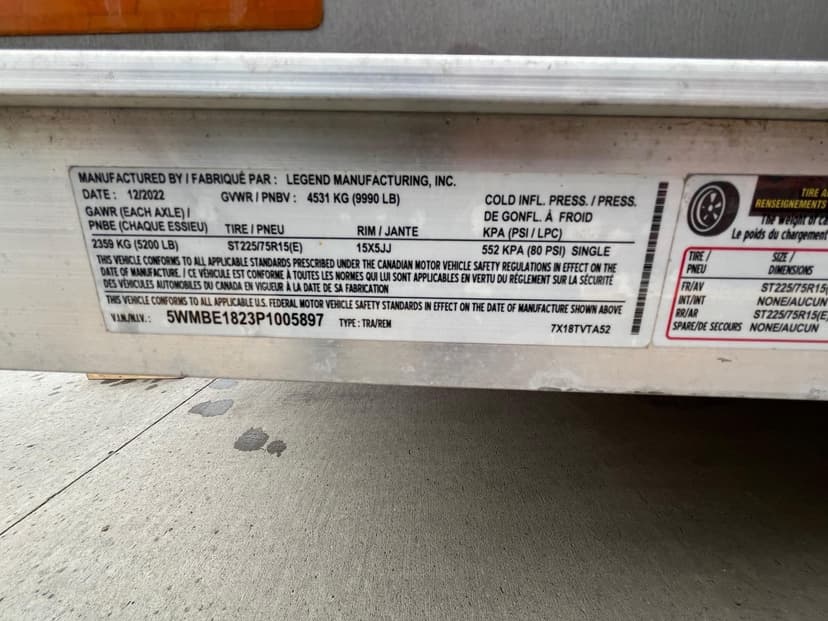 MANUFACTURED BY / FABRIQUÉ PAR : LEGEND MANUFACTURING, INC.
DATE : 12/2022 GVWR / PNBV : 4531 KG (9990 LB)
COLD INFL. PRESS. / PRESS.
DE GONFL. À FROID
KPA (PSI / LPC)
GAWR (EACH AXLE) /
PNBE (CHAQUE ESSIEU) TIRE / PNEU RIM / JANTE
2359 KG (5200 LB) ST225/75R15(E) 15X5JJ 552 KPA (80 PSI) SINGLE
THIS VEHICLE CONFORMS TO ALL APPLICABLE STANDARDS PRESCRIBED UNDER THE CANADIAN MOTOR VEHICLE SAFETY REGULATIONS IN EFFECT ON THE
DATE OF MANUFACTURE. / CE VÉHICULE EST CONFORME À TOUTES LES NORMES QUI LUI SONT APPLICABLES EN VERTU DU RÈGLEMENT SUR LA SÉCURITÉ
DES VÉHICULES AUTOMOBILES DU CANADA EN VIGUEUR À LA DATE DE SA FABRICATION
THIS VEHICLE CONFORMS TO ALL APPLICABLE U.S. FEDERAL MOTOR VEHICLE SAFETY STANDARDS IN EFFECT ON THE DATE OF MANUFACTURE SHOWN ABOVE
V.I.N./N.I.V. : 5WMBE1823P1005897 TYPE : TRA/REM 7X18TVTA52
TIRE
RENSEIGNEMENTS
The weight of
Le poids du chargement
TIRE / SIZE /
PNEU DIMENSIONS
FR/AV ST225/75R15(
INT/INT NONE/AUCUN
RR/AR ST225/75R15(E)
SPARE/DE SECOURS NONE/AUCUN